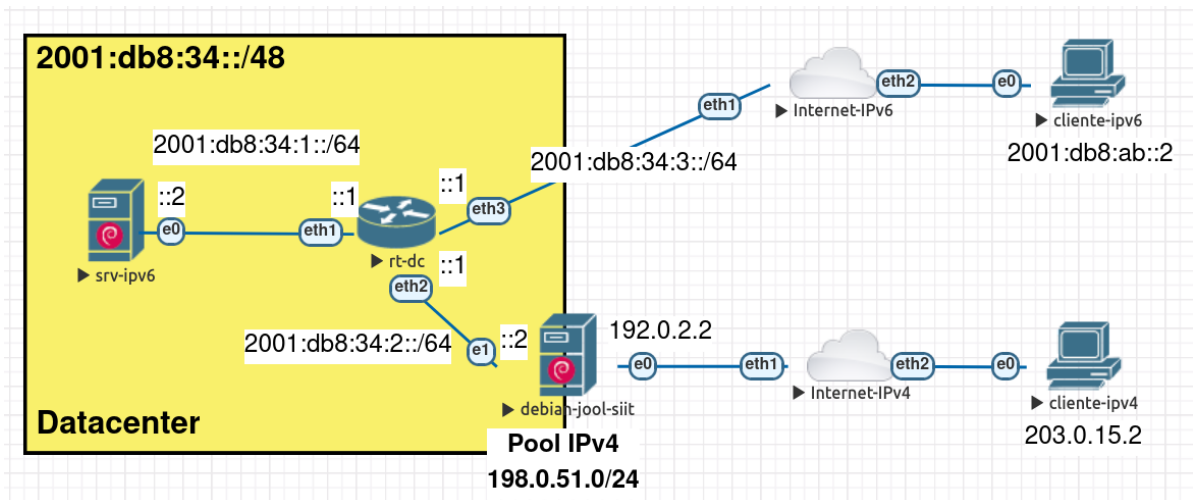 2001:db8:34::/48
2001:db8:34:1::/64
::2
e0
srv-ipv6
::1
eth1
rt-dc
::1
eth3
::1
eth2
2001:db8:34:3::/64
eth1
Internet-IPv6
eth2
e0
cliente-ipv6
2001:db8:ab::2
2001:db8:34:2::/64
e1
::2
192.0.2.2
debian-jool-siit
e0
eth1
Internet-IPv4
eth2
e0
cliente-ipv4
203.0.15.2
Datacenter
Pool IPv4
198.0.51.0/24